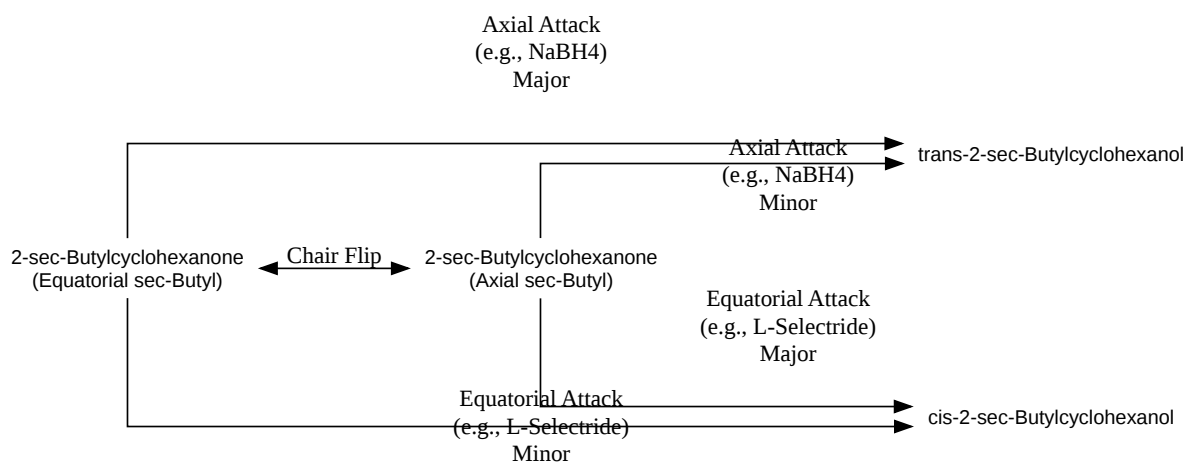 Axial Attack
(e.g., NaBH4)
Major
Axial Attack
(e.g., NaBH4)
Minor
trans-2-sec-Butylcyclohexanol
2-sec-Butylcyclohexanone
(Equatorial sec-Butyl)
Chair Flip
2-sec-Butylcyclohexanone
(Axial sec-Butyl)
Equatorial Attack
(e.g., L-Selectride)
Major
Equatorial Attack
(e.g., L-Selectride)
Minor
cis-2-sec-Butylcyclohexanol